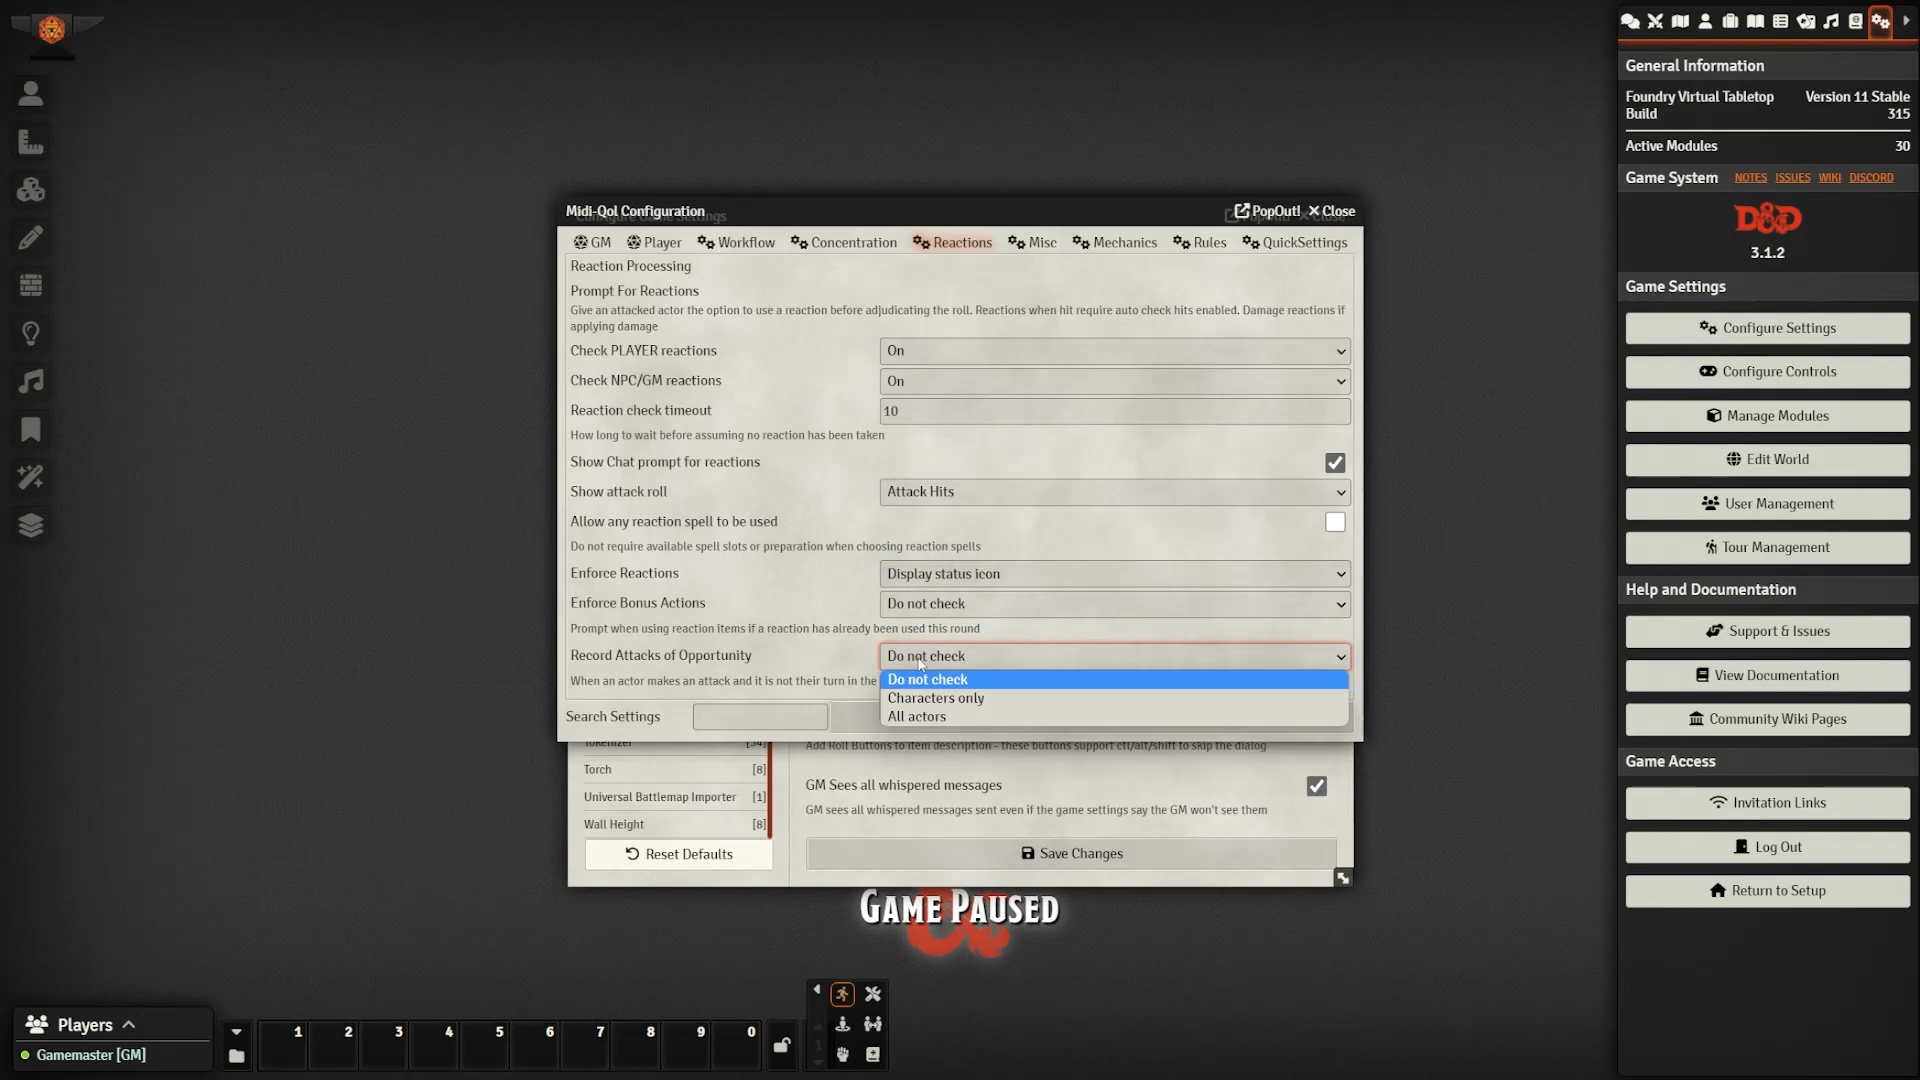 General Information
Foundry Virtual Tabletop Version 11 Stable
Build 315
Active Modules 30
Game System NOTES ISSUES WIKI DISCORD
D&D
3.1.2
Game Settings
Configure Settings
Configure Controls
Manage Modules
Edit World
User Management
Tour Management
Help and Documentation
Support & Issues
View Documentation
Community Wiki Pages
Game Access
Invitation Links
Log Out
Return to Setup
Midi-Qol Configuration PopOut! Close
GM Player Workflow Concentration Reactions Misc Mechanics Rules QuickSettings
Reaction Processing
Prompt For Reactions
Give an attacked actor the option to use a reaction before adjudicating the roll. Reactions when hit require auto check hits enabled. Damage reactions if
applying damage
Check PLAYER reactions On
Check NPC/GM reactions On
Reaction check timeout 10
How long to wait before assuming no reaction has been taken
Show Chat prompt for reactions
Show attack roll Attack Hits
Allow any reaction spell to be used
Do not require available spell slots or preparation when choosing reaction spells
Enforce Reactions Display status icon
Enforce Bonus Actions Do not check
Prompt when using reaction items if a reaction has already been used this round
Record Attacks of Opportunity Do not check
When an actor makes an attack and it is not their turn in the
Do not check
Characters only
All actors
Search Settings
Tokenizer [54]
Add Roll Buttons to item description - these buttons support ctl/alt/shift to skip the dialog
Torch [8]
GM Sees all whispered messages
Universal Battlemap Importer [1]
GM sees all whispered messages sent even if the game settings say the GM won't see them
Wall Height [8]
Reset Defaults
Save Changes
GAME PAUSED
Players
Gamemaster [GM]
1 2 3 4 5 6 7 8 9 0
1